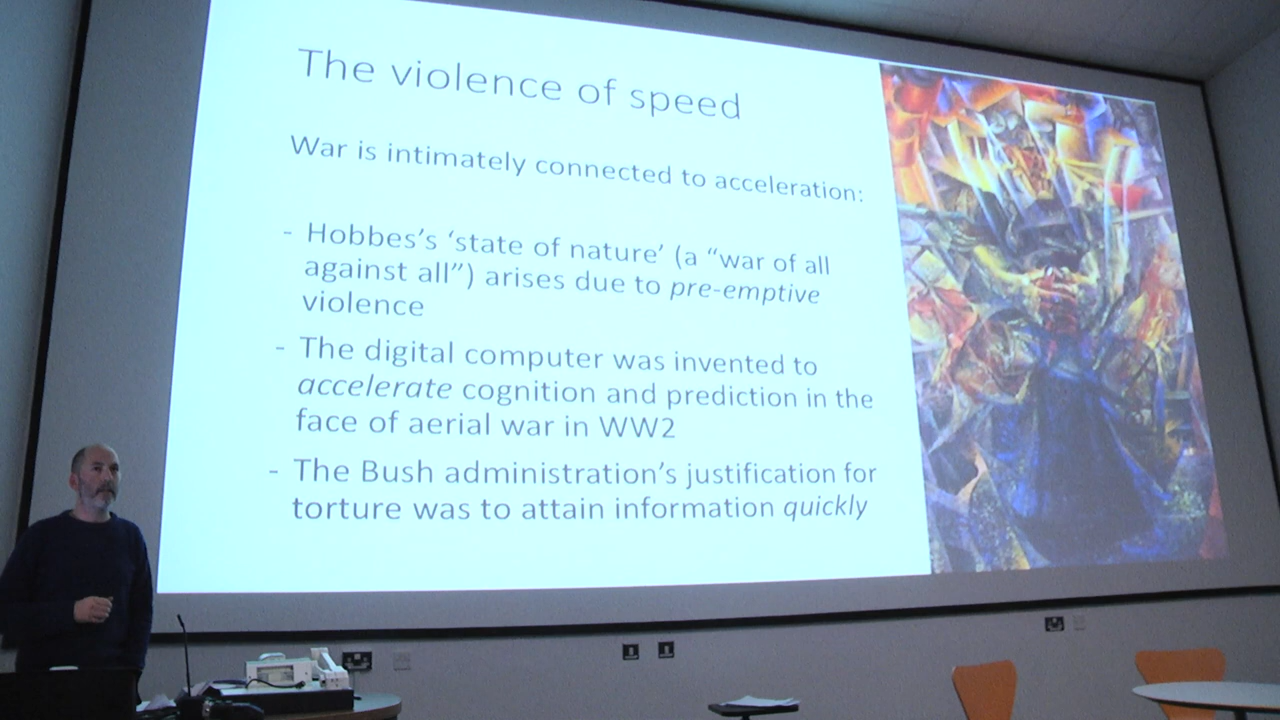 The violence of speed
War is intimately connected to acceleration:
- Hobbes’s ‘state of nature’ (a “war of all
against all”) arises due to pre-emptive
violence
- The digital computer was invented to
accelerate cognition and prediction in the
face of aerial war in WW2
- The Bush administration’s justification for
torture was to attain information quickly